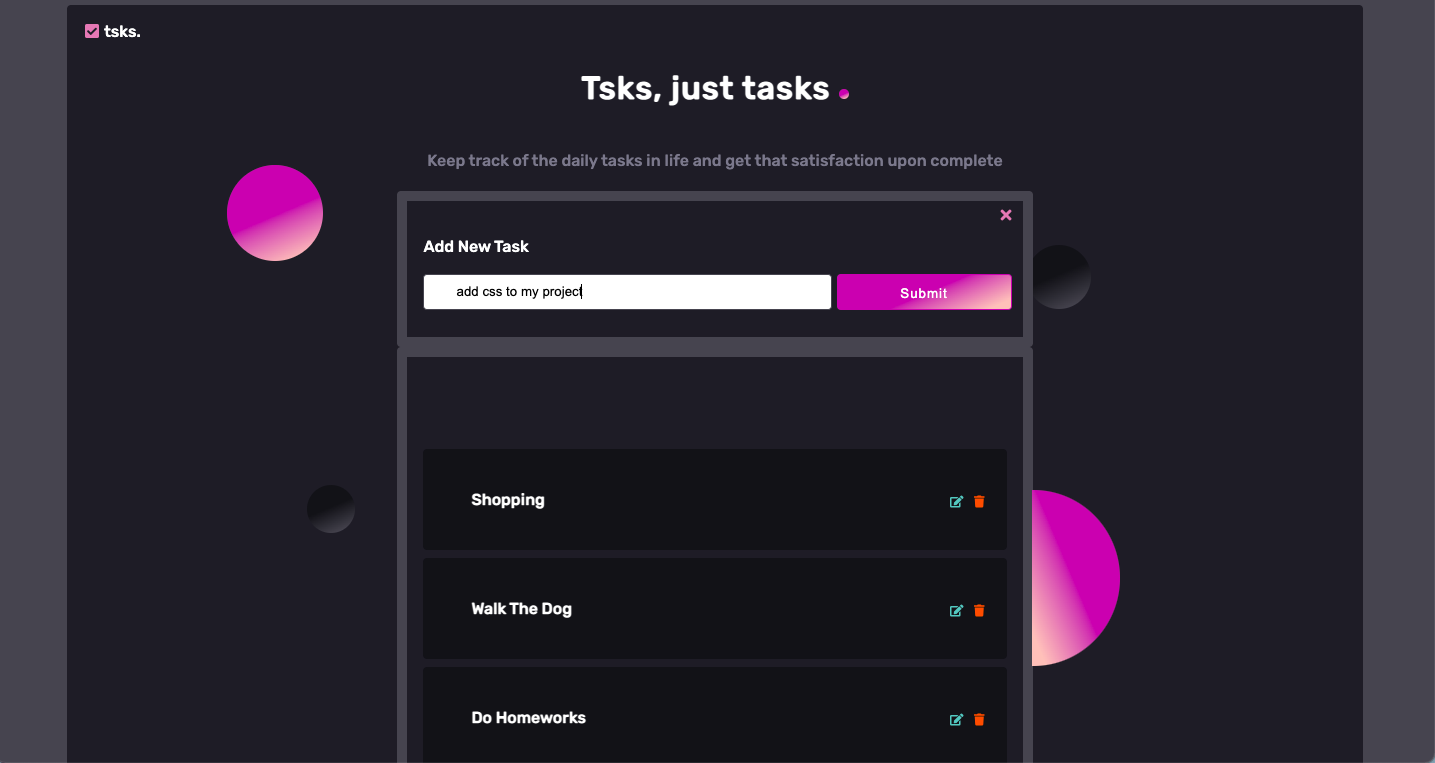 tsks.
Tsks, just tasks
Keep track of the daily tasks in life and get that satisfaction upon complete
Add New Task
add css to my project
Submit
Shopping
Walk The Dog
Do Homeworks